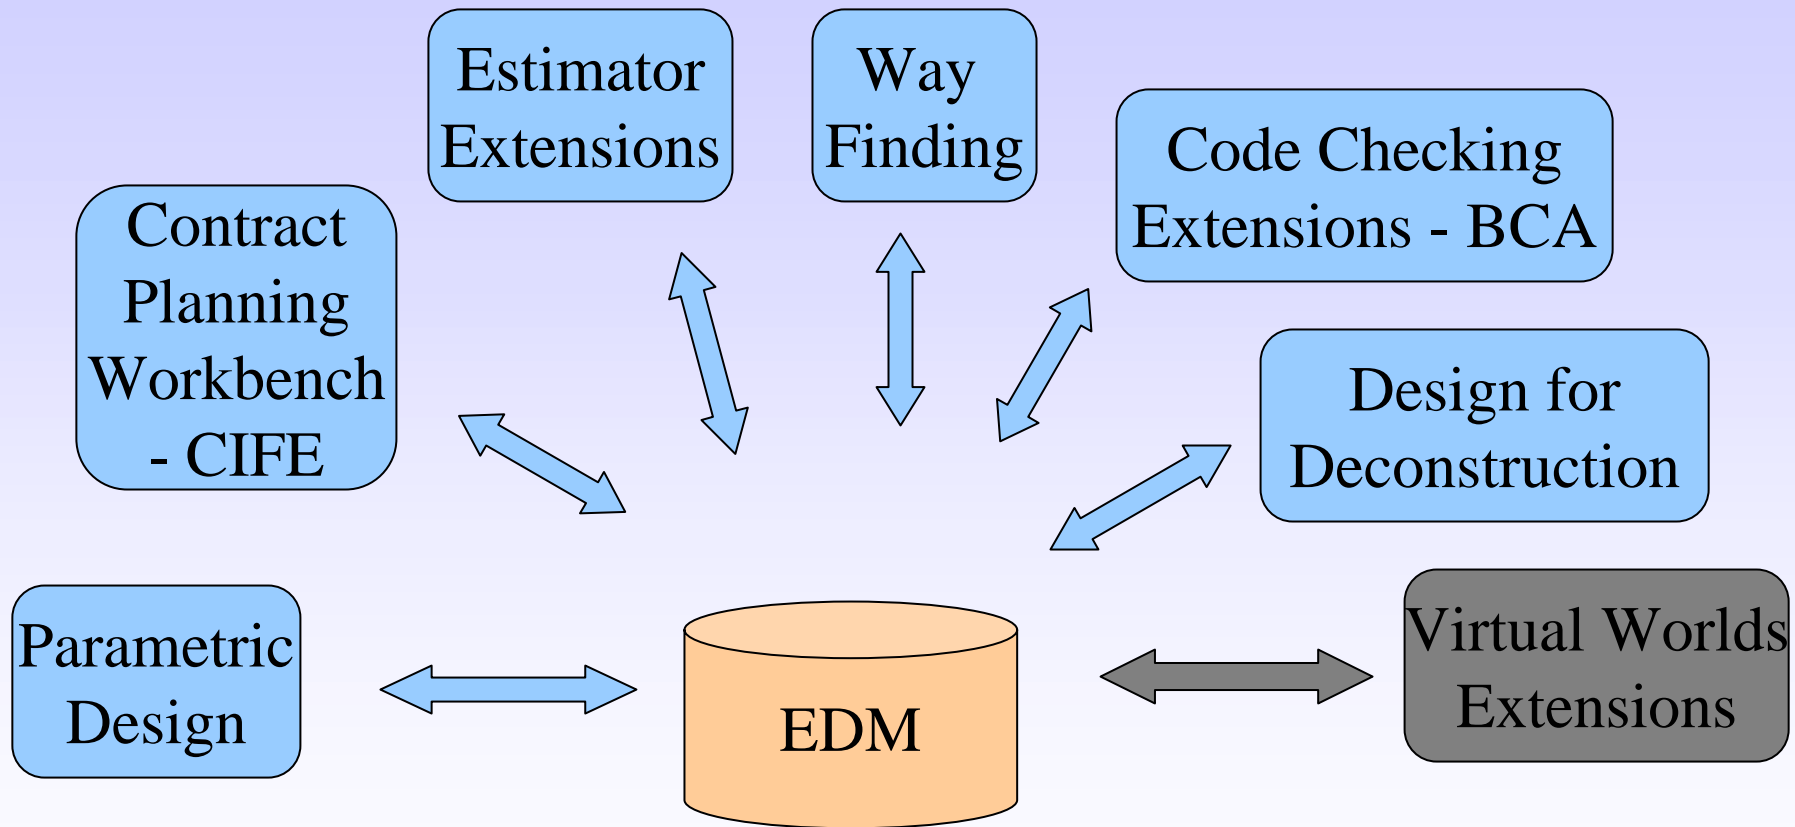 Estimator
Extensions
Way
Finding
Code Checking
Extensions - BCA
Contract
Planning
Workbench
- CIFE
Design for
Deconstruction
Parametric
Design
EDM
Virtual Worlds
Extensions